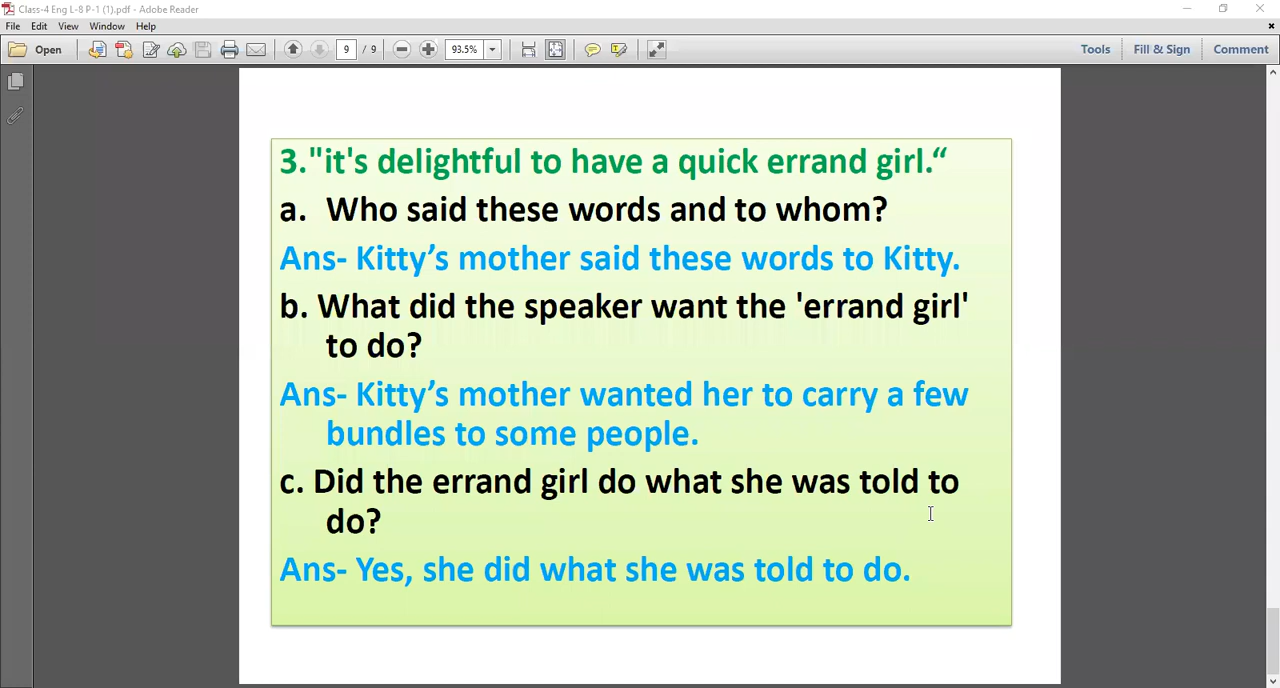 Class-4 Eng L-8 P-1 (1).pdf - Adobe Reader
File Edit View Window Help
Open 9 / 9 93.5% Tools Fill & Sign Comment
3."it's delightful to have a quick errand girl.“
a. Who said these words and to whom?
Ans- Kitty’s mother said these words to Kitty.
b. What did the speaker want the 'errand girl'
to do?
Ans- Kitty’s mother wanted her to carry a few
bundles to some people.
c. Did the errand girl do what she was told to
do?
Ans- Yes, she did what she was told to do.